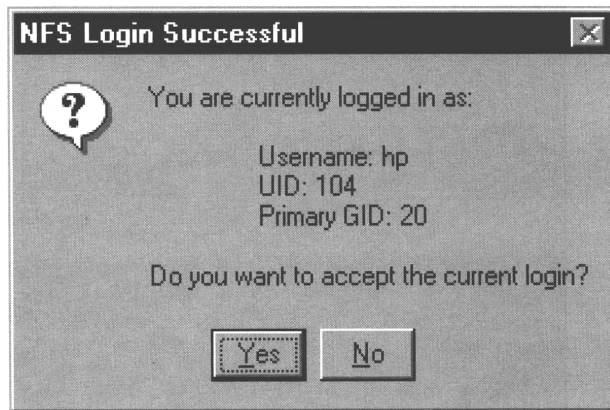 NFS Login Successful
You are currently logged in as:
Username: hp
UID: 104
Primary GID: 20
Do you want to accept the current login?
Yes No